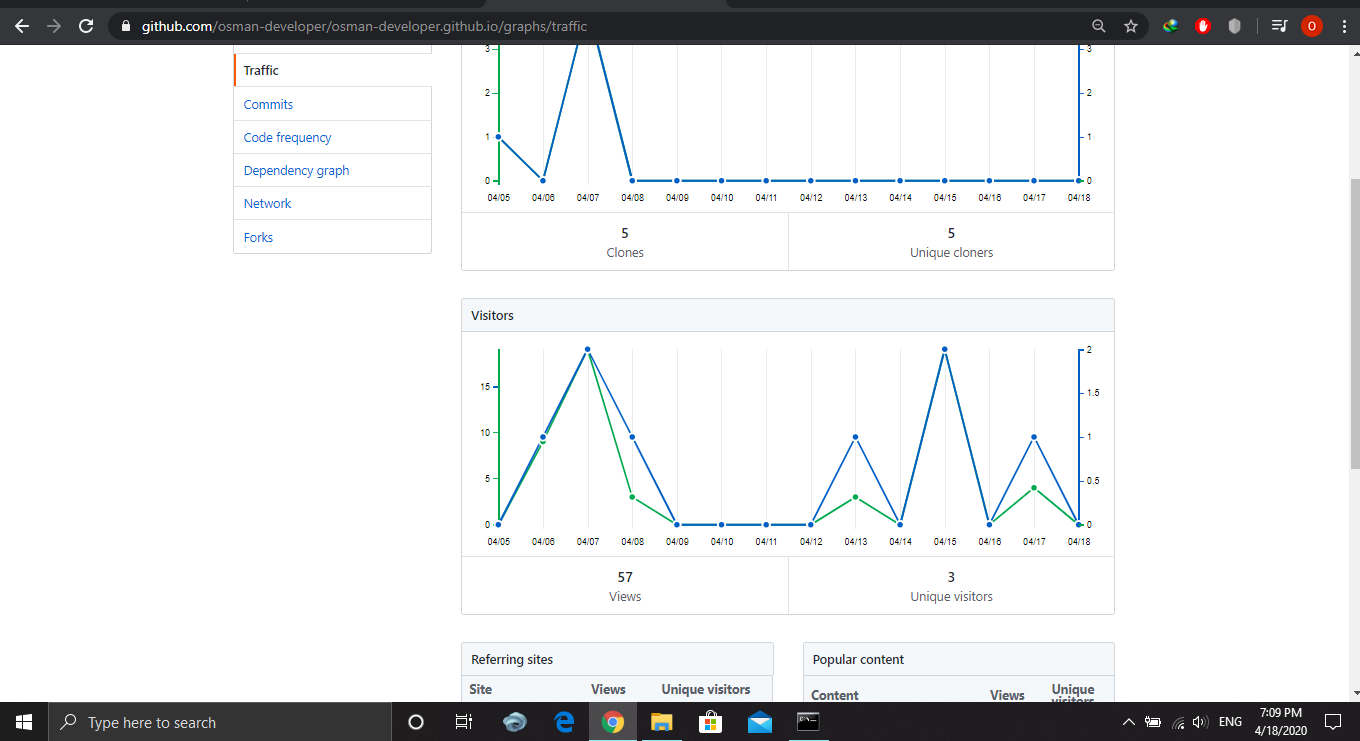 github.com/osman-developer/osman-developer.github.io/graphs/traffic
O
Traffic
Commits
Code frequency
Dependency graph
Network
Forks
3 3
2 2
1 1
0 0
04/05 04/06 04/07 04/08 04/09 04/10 04/11 04/12 04/13 04/14 04/15 04/16 04/17 04/18
5 5
Clones Unique cloners
Visitors
2
15 1.5
10 1
5 0.5
0 0
04/05 04/06 04/07 04/08 04/09 04/10 04/11 04/12 04/13 04/14 04/15 04/16 04/17 04/18
57 3
Views Unique visitors
Referring sites Popular content
Site Views Unique visitors Content Views Unique
visitors
Type here to search
ENG
7:09 PM
4/18/2020